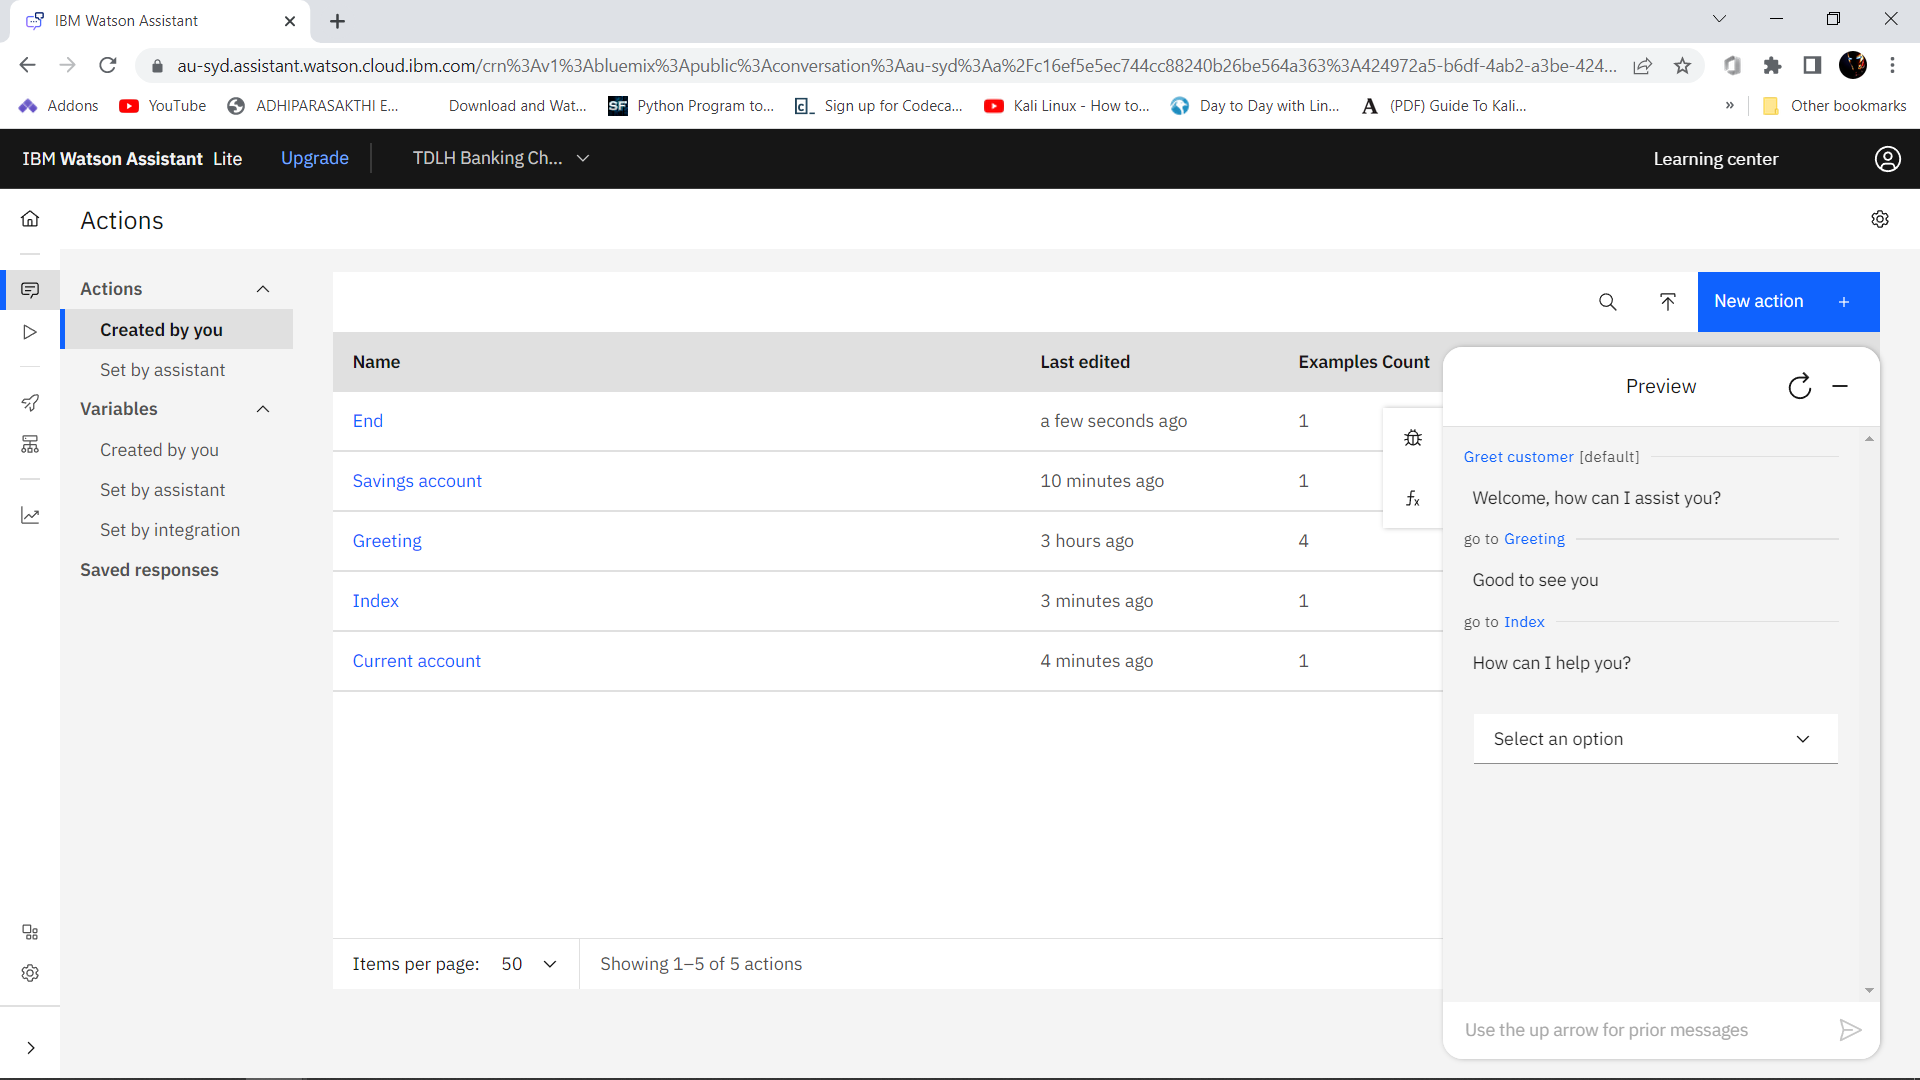 IBM Watson Assistant
au-syd.assistant.watson.cloud.ibm.com/crn%3Av1%3Abluemix%3Apublic%3Aconversation%3Aau-syd%3Aa%2Fc16ef5e5ec744cc88240b26be564a363%3A424972a5-b6df-4ab2-a3be-424...
Addons YouTube ADHIPARASAKTHI E... Download and Wat... SF Python Program to... Sign up for Codeca... Kali Linux - How to... Day to Day with Lin... A (PDF) Guide To Kali... » Other bookmarks
IBM Watson Assistant Lite Upgrade TDLH Banking Ch... Learning center
Actions
Actions
Created by you
Set by assistant
Variables
Created by you
Set by assistant
Set by integration
Saved responses
New action +
Name Last edited Examples Count
End a few seconds ago 1
Savings account 10 minutes ago 1
Greeting 3 hours ago 4
Index 3 minutes ago 1
Current account 4 minutes ago 1
Items per page: 50 Showing 1–5 of 5 actions
Preview
Greet customer [default]
Welcome, how can I assist you?
go to Greeting
Good to see you
go to Index
How can I help you?
Select an option
Use the up arrow for prior messages